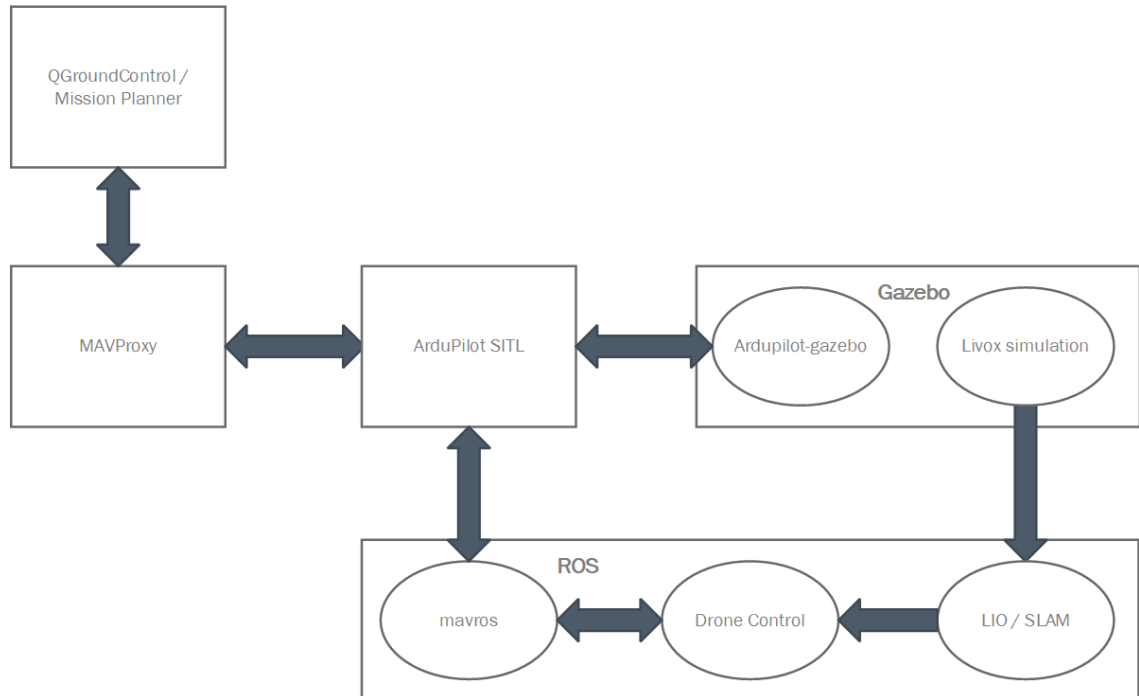 QGroundControl /
Mission Planner
MAVProxy
ArduPilot SITL
Gazebo
Ardupilot-gazebo
Livox simulation
ROS
mavros
Drone Control
LIO / SLAM